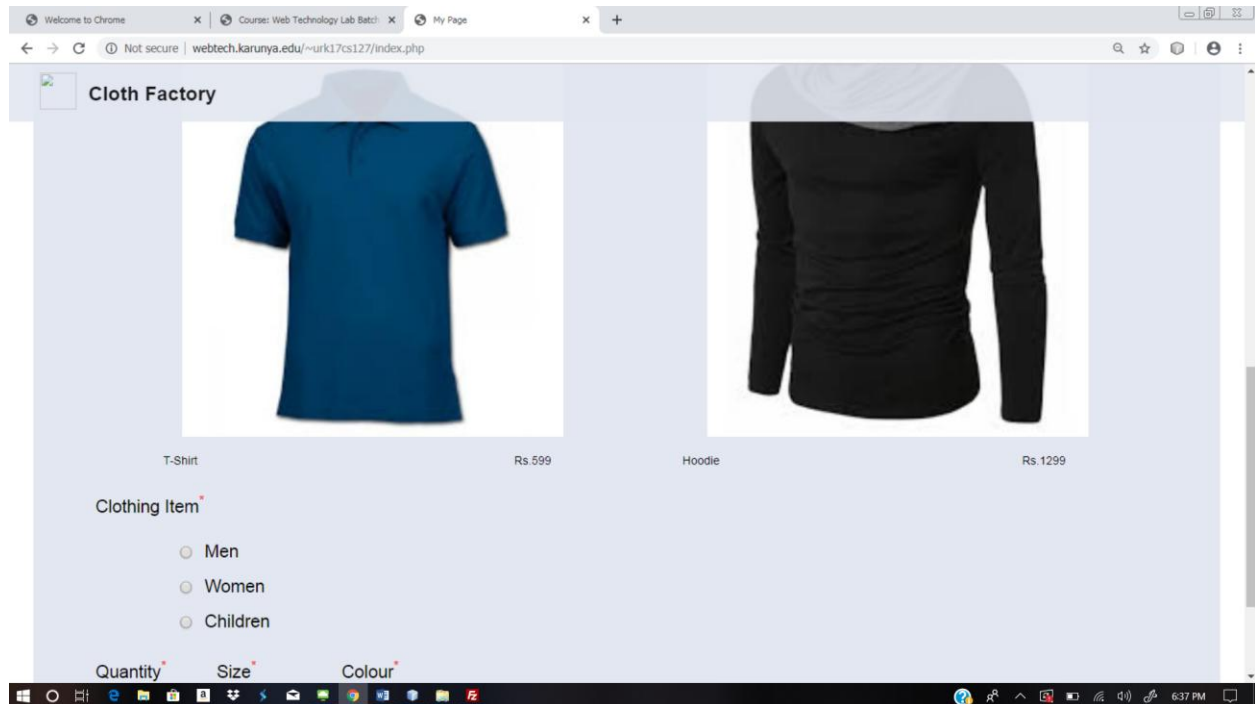 Welcome to Chrome
Course: Web Technology Lab Batch
My Page
Not secure | webtech.karunya.edu/~urk17cs127/index.php
Cloth Factory
T-Shirt Rs.599 Hoodie Rs.1299
Clothing Item*
Men
Women
Children
Quantity* Size* Colour*
6:37 PM